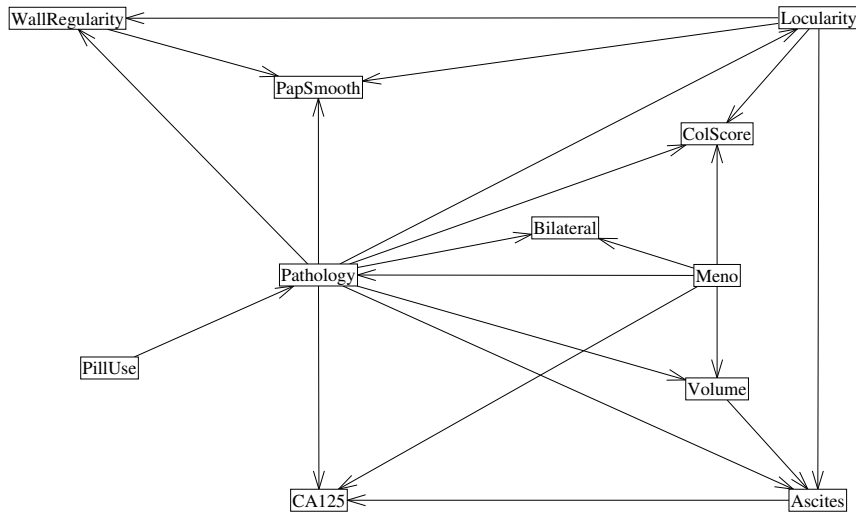 WallRegularity
Locularity
PapSmooth
ColScore
Bilateral
Pathology
Meno
PillUse
Volume
CA125
Ascites